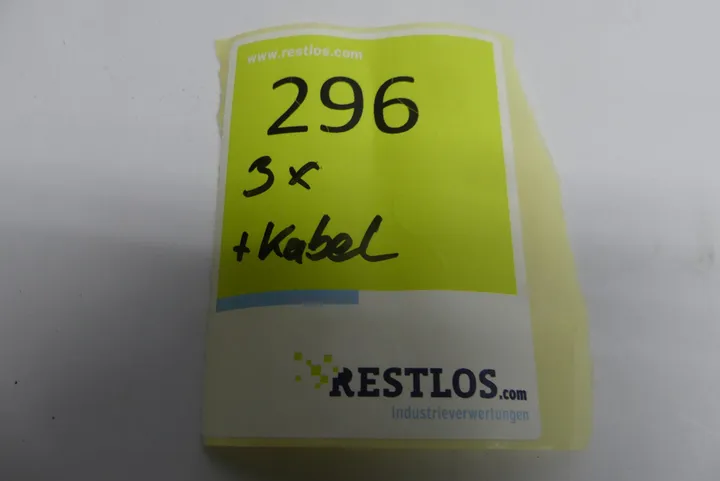 www.restlos.com
296
3x
+ Kabel
RESTLOS.com
Industrieverwertungen